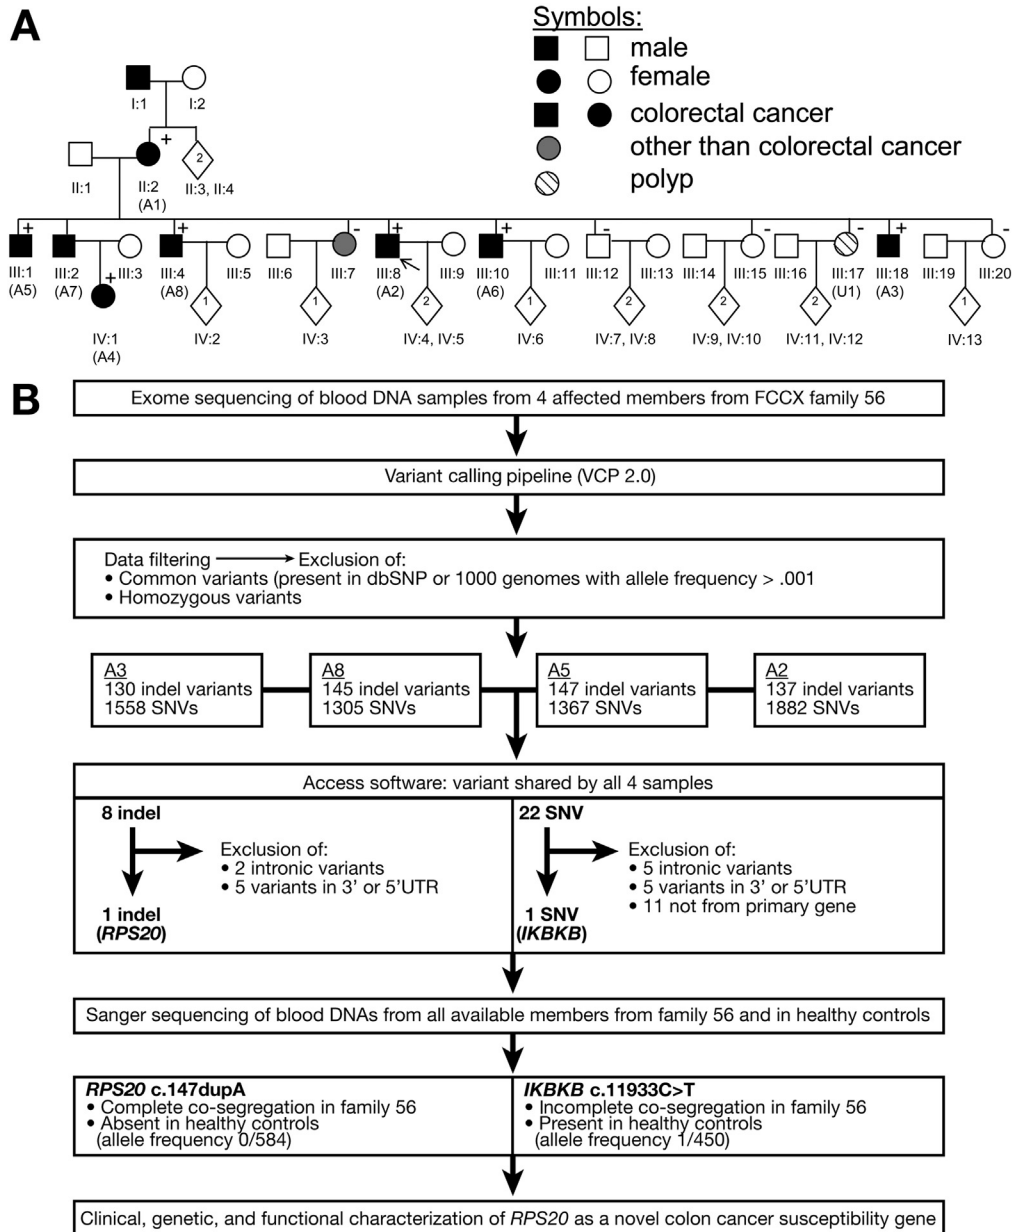 A
Symbols:
male
female
colorectal cancer
other than colorectal cancer
polyp
I:1 I:2
+
2
II:1 II:2 II:3, II:4
(A1)
+ + - + + - - - + -
III:1 III:2 III:3 III:4 III:5 III:6 III:7 III:8 III:9 III:10 III:11 III:12 III:13 III:14 III:15 III:16 III:17 III:18 III:19 III:20
(A5) (A7) (A8) (A2) (A6) (U1) (A3)
+ 1 1 2 1 2 2 2 1
IV:1 IV:2 IV:3 IV:4, IV:5 IV:6 IV:7, IV:8 IV:9, IV:10 IV:11, IV:12 IV:13
(A4)
B
Exome sequencing of blood DNA samples from 4 affected members from FCCX family 56
Variant calling pipeline (VCP 2.0)
Data filtering Exclusion of:
• Common variants (present in dbSNP or 1000 genomes with allele frequency > .001
• Homozygous variants
A3
130 indel variants
1558 SNVs
A8
145 indel variants
1305 SNVs
A5
147 indel variants
1367 SNVs
A2
137 indel variants
1882 SNVs
Access software: variant shared by all 4 samples
8 indel
Exclusion of:
• 2 intronic variants
• 5 variants in 3’ or 5’UTR
1 indel
(RPS20)
22 SNV
Exclusion of:
• 5 intronic variants
• 5 variants in 3’ or 5’UTR
• 11 not from primary gene
1 SNV
(IKBKB)
Sanger sequencing of blood DNAs from all available members from family 56 and in healthy controls
RPS20 c.147dupA
• Complete co-segregation in family 56
• Absent in healthy controls
(allele frequency 0/584)
IKBKB c.11933C>T
• Incomplete co-segregation in family 56
• Present in healthy controls
(allele frequency 1/450)
Clinical, genetic, and functional characterization of RPS20 as a novel colon cancer susceptibility gene